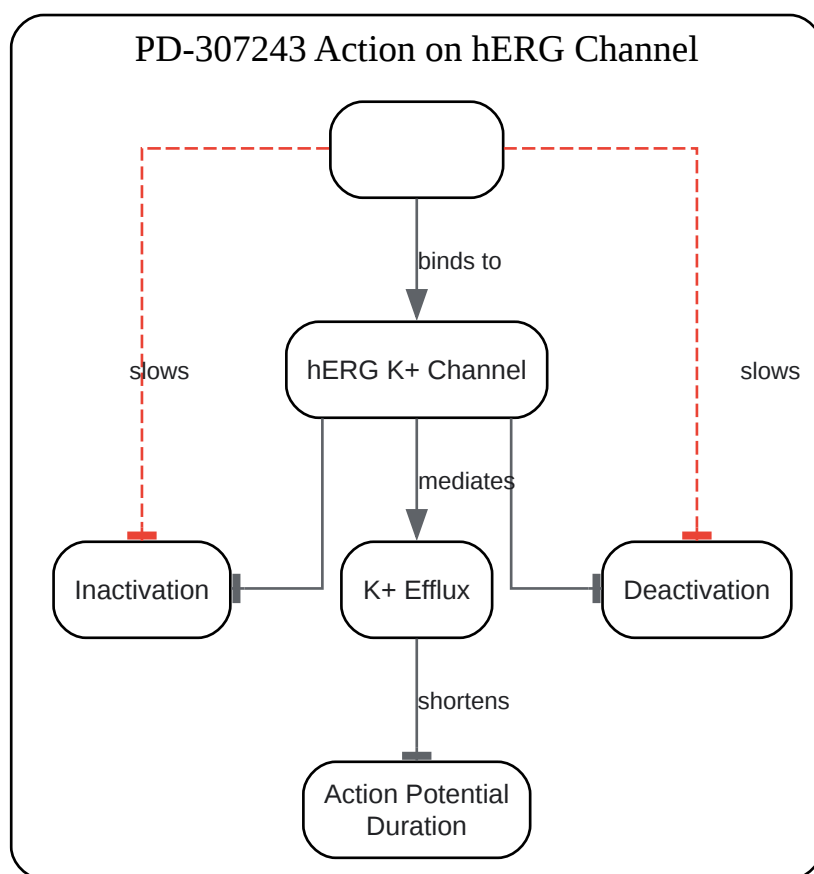 PD-307243 Action on hERG Channel
binds to
hERG K+ Channel
slows
slows
mediates
Inactivation
K+ Efflux
Deactivation
shortens
Action Potential
Duration